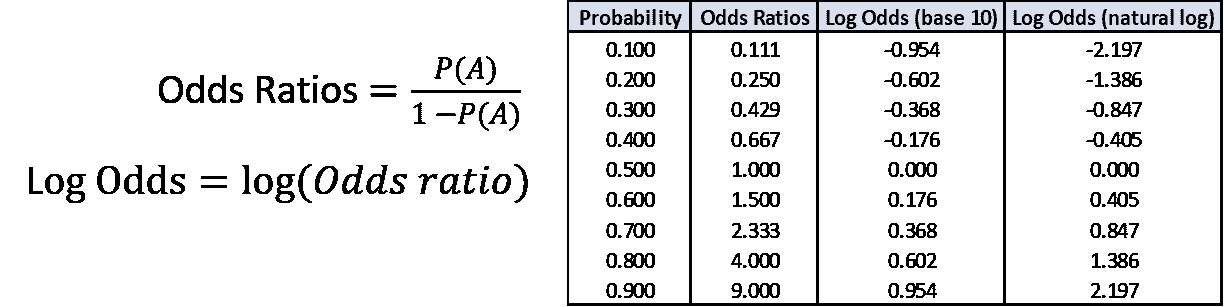 Odds Ratios = P(A) / 1 −P(A)
Log Odds = log(Odds ratio)
Probability Odds Ratios Log Odds (base 10) Log Odds (natural log)
0.100 0.111 -0.954 -2.197
0.200 0.250 -0.602 -1.386
0.300 0.429 -0.368 -0.847
0.400 0.667 -0.176 -0.405
0.500 1.000 0.000 0.000
0.600 1.500 0.176 0.405
0.700 2.333 0.368 0.847
0.800 4.000 0.602 1.386
0.900 9.000 0.954 2.197